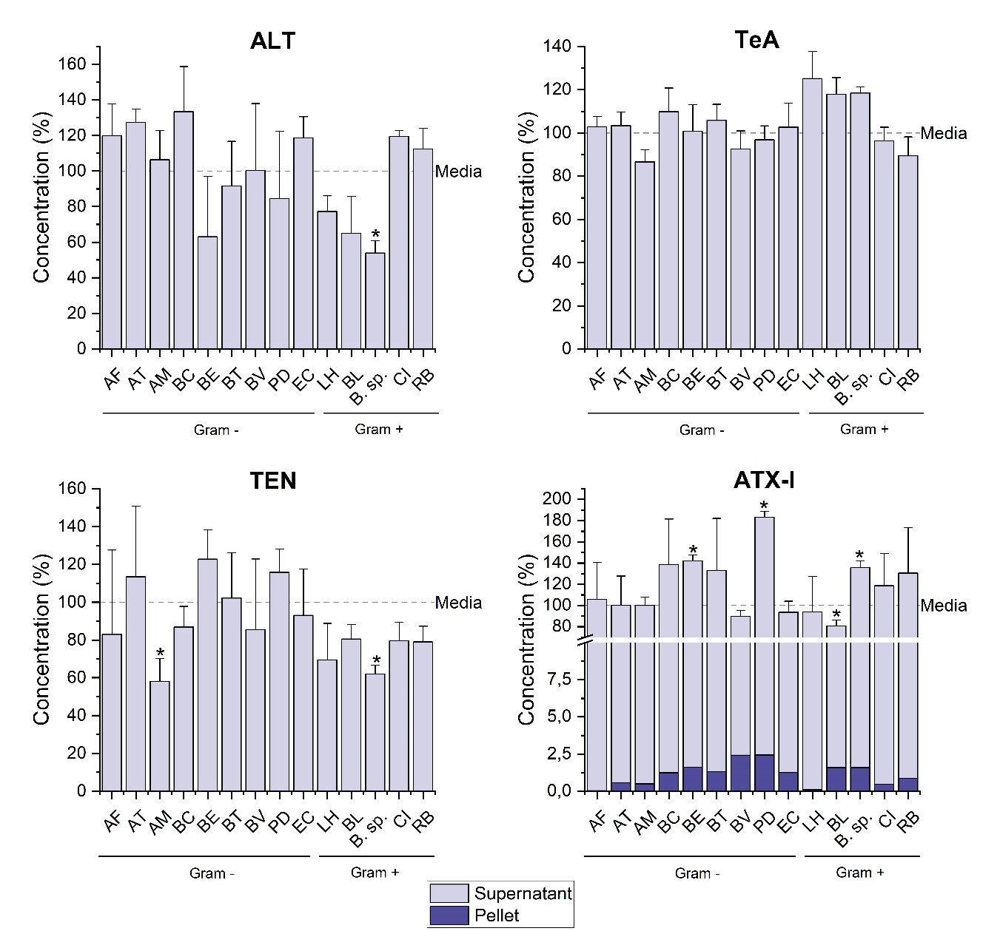 ALT
Concentration (%)
160
140
120
100
80
60
40
20
0
Media
*
AF AT AM BC BE BT BV PD EC LH BL B. sp. CI RB
Gram - Gram +
TeA
Concentration (%)
140
120
100
80
60
40
20
0
Media
AF AT AM BC BE BT BV PD EC LH BL B. sp. CI RB
Gram - Gram +
TEN
Concentration (%)
160
140
120
100
80
60
40
20
0
Media
* *
AF AT AM BC BE BT BV PD EC LH BL B. sp. CI RB
Gram - Gram +
ATX-I
Concentration (%)
200
180
160
140
120
100
80
7,5
5,0
2,5
0,0
Media
* * * *
AF AT AM BC BE BT BV PD EC LH BL B. sp. CI RB
Gram - Gram +
Supernatant
Pellet